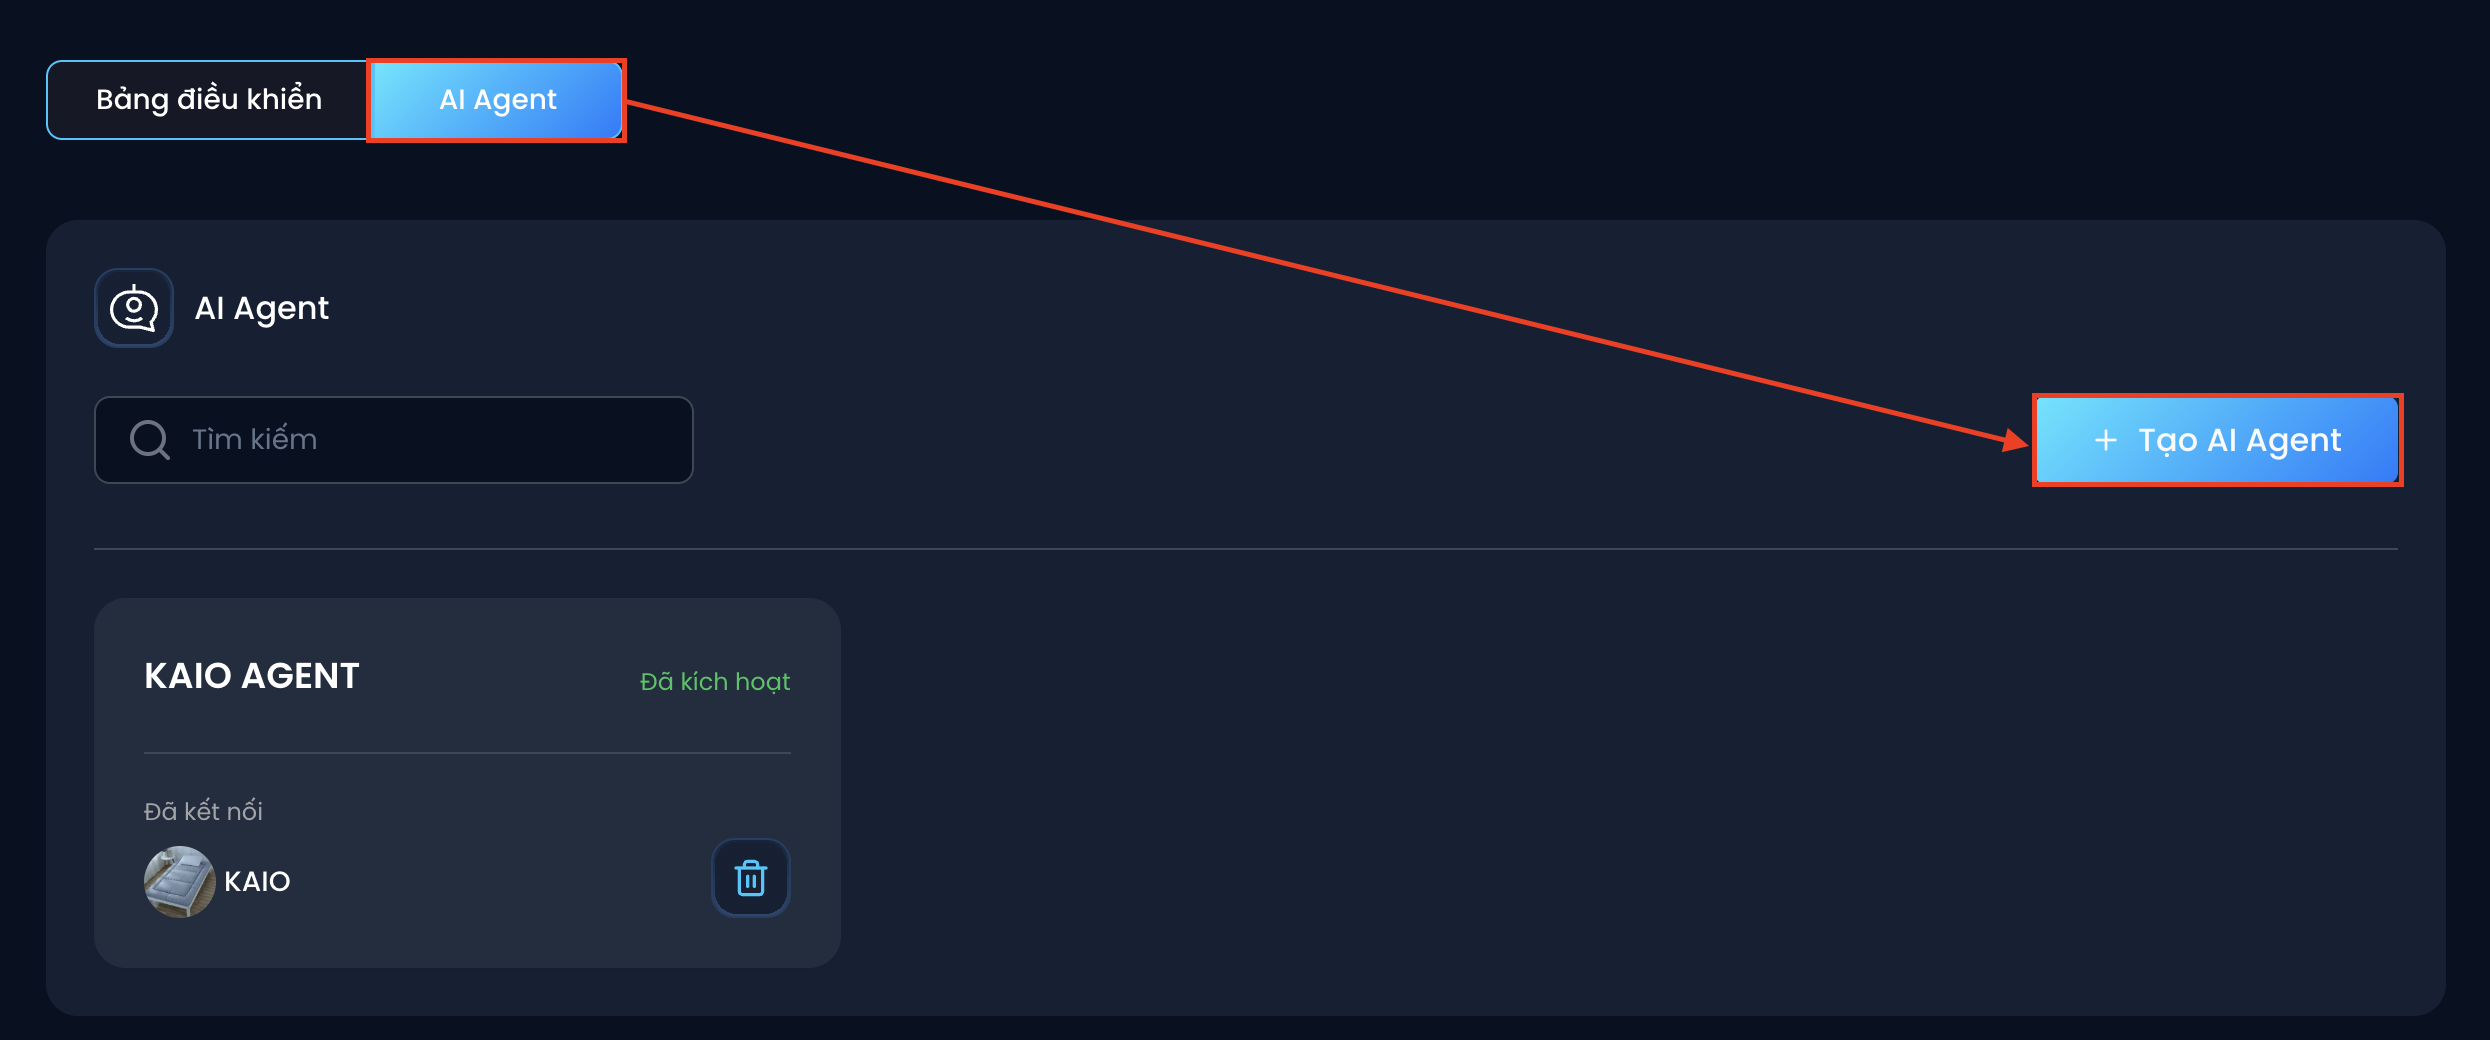 Bảng điều khiển
AI Agent
AI Agent
Tìm kiếm
+ Tạo AI Agent
KAIO AGENT
Đã kích hoạt
Đã kết nối
KAIO